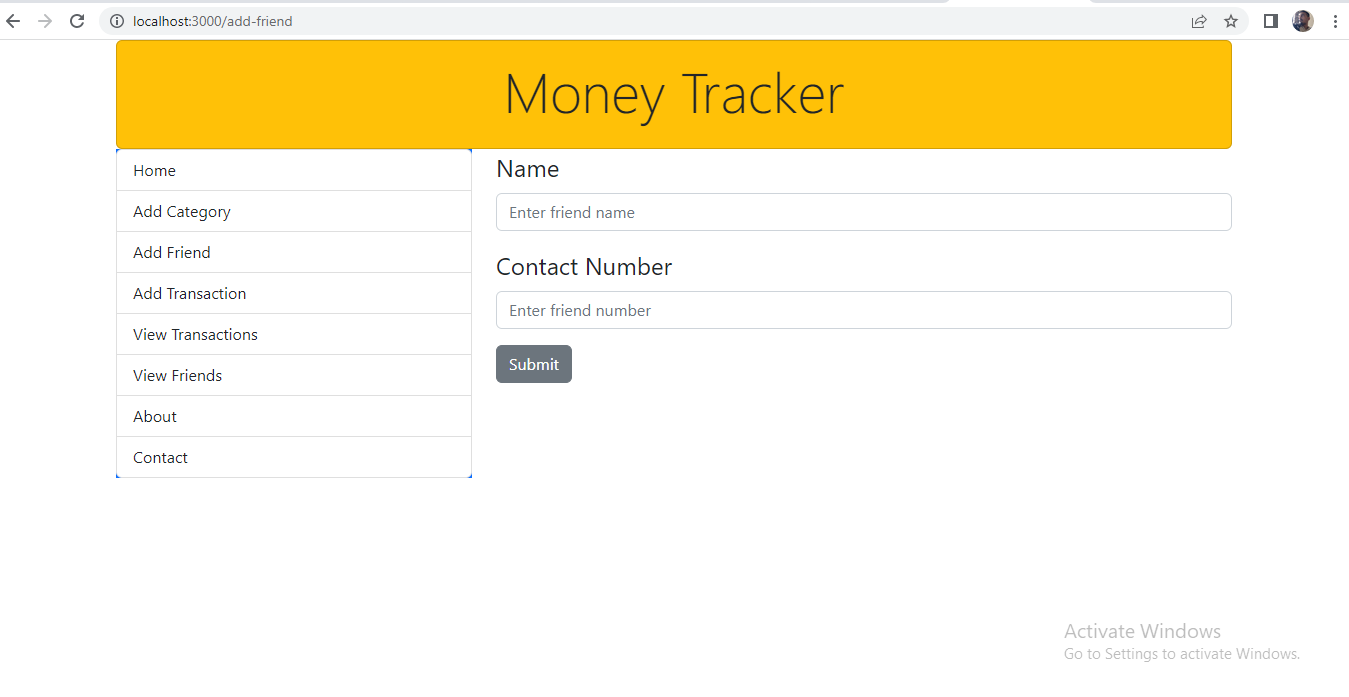 localhost:3000/add-friend
Money Tracker
Home
Add Category
Add Friend
Add Transaction
View Transactions
View Friends
About
Contact
Name
Enter friend name
Contact Number
Enter friend number
Submit
Activate Windows
Go to Settings to activate Windows.